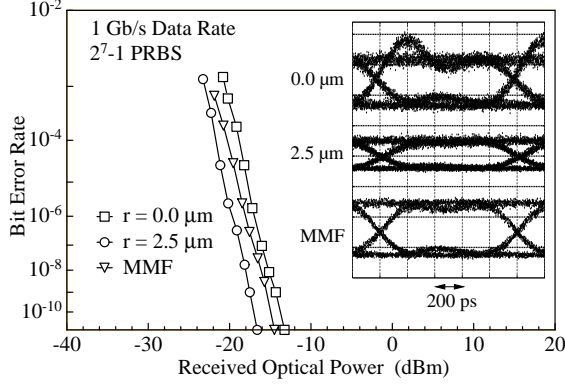 1 Gb/s Data Rate
2⁷-1 PRBS
10⁻²
10⁻⁴
10⁻⁶
10⁻⁸
10⁻¹⁰
Bit Error Rate
r = 0.0 µm
r = 2.5 µm
MMF
0.0 µm
2.5 µm
MMF
200 ps
-40 -30 -20 -10 0 10 20
Received Optical Power (dBm)